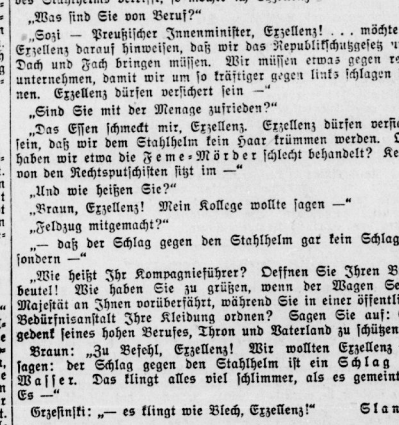 des Stahlhelms
„Was sind Sie von Beruf?"
„Sozi — Preußischer Innenminister, Exzellenz! . . . möchte
Exzellenz darauf hinweisen, daß wir das Republikschutzgesetz u
Dach und Fach bringen müssen. Wir müssen etwas gegen r
unternehmen, damit wir um so kräftiger gegen links schlagen
nen. Exzellenz dürfen versichert sein —"
„Sind Sie mit der Menage zufrieden?"
„Das Essen schmeckt mir, Exzellenz. Exzellenz dürfen versi
sein, daß wir dem Stahlhelm kein Haar krümmen werden.
haben wir etwa die Feme-Mörder schlecht behandelt? Ke
von den Rechtsputschisten sitzt im —"
„Und wie heißen Sie?"
„Braun, Exzellenz! Mein Kollege wollte sagen —"
„Feldzug mitgemacht?"
„— daß der Schlag gegen den Stahlhelm gar kein Schlag
sondern —"
„Wie heißt Ihr Kompagnieführer? Oeffnen Sie Ihren B
beutel! Wie haben Sie zu grüßen, wenn der Wagen Se
Majestät an Ihnen vorüberfährt, während Sie in einer öffentli
Bedürfnisanstalt Ihre Kleidung ordnen? Sagen Sie auf:
gedenk seines hohen Berufes, Thron und Vaterland zu schützen
Braun: „Zu Befehl, Exzellenz! Wir wollten Exzellenz
sagen: der Schlag gegen den Stahlhelm ist ein Schlag
Wasser. Das klingt alles viel schlimmer, als es gemeint
Es —"
Grzesinski: „— es klingt wie Blech, Exzellenz!" Slan